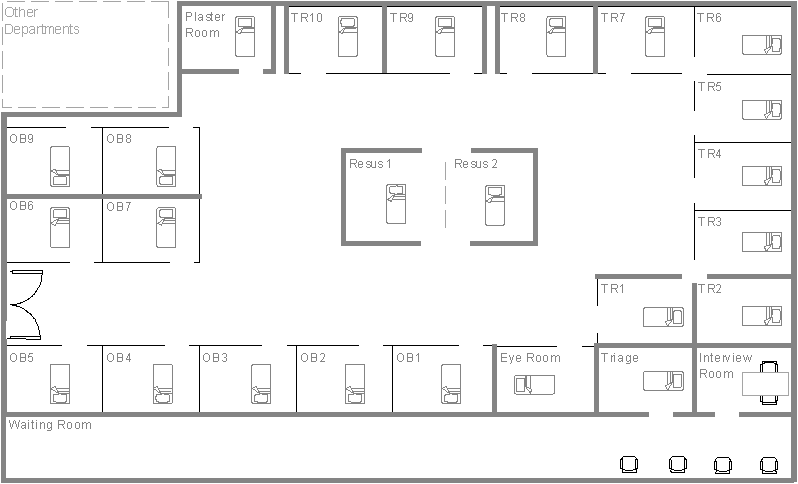 Other
Departments
Plaster
Room
TR10
TR9
TR8
TR7
TR6
TR5
OB9
OB8
TR4
Resus 1
Resus 2
OB6
OB7
TR3
TR1
TR2
OB5
OB4
OB3
OB2
OB1
Eye Room
Triage
Interview
Room
Waiting Room